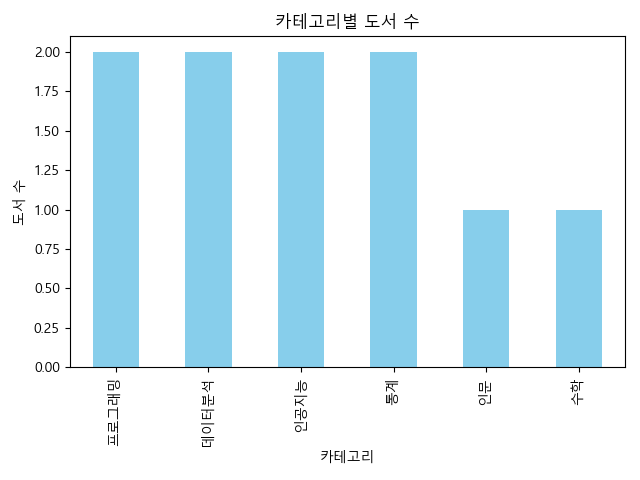 카테고리별 도서 수
도서 수
2.00
1.75
1.50
1.25
1.00
0.75
0.50
0.25
0.00
프로그래밍
데이터분석
인공지능
통계
인문
수학
카테고리